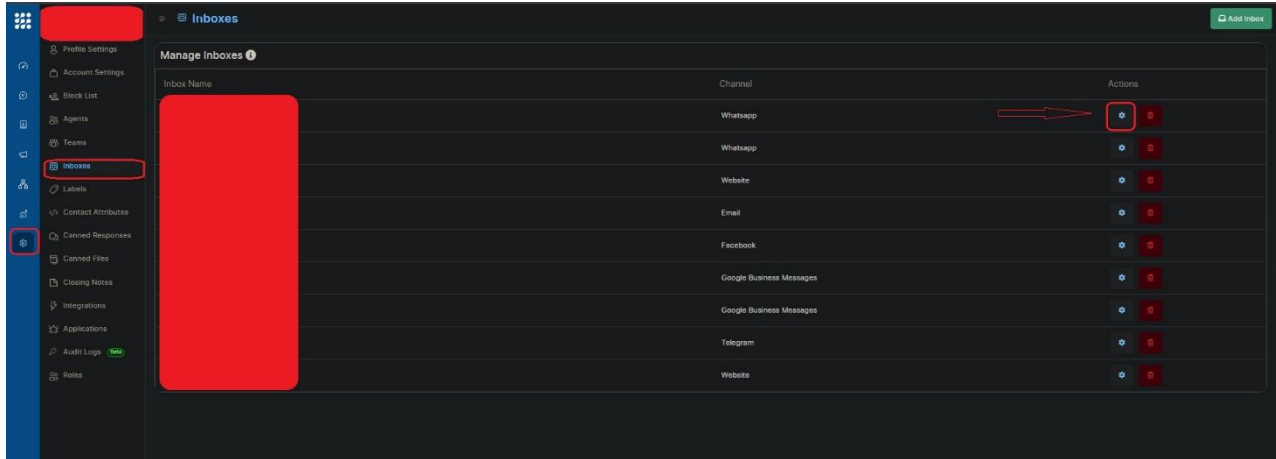 Inboxes
Add Inbox
Profile Settings
Account Settings
Block List
Agents
Teams
Inboxes
Labels
Contact Attributes
Canned Responses
Canned Files
Closing Notes
Integrations
Applications
Audit Logs Beta
Roles
Manage Inboxes
Inbox Name Channel Actions
Whatsapp
Whatsapp
Website
Email
Facebook
Google Business Messages
Google Business Messages
Telegram
Website